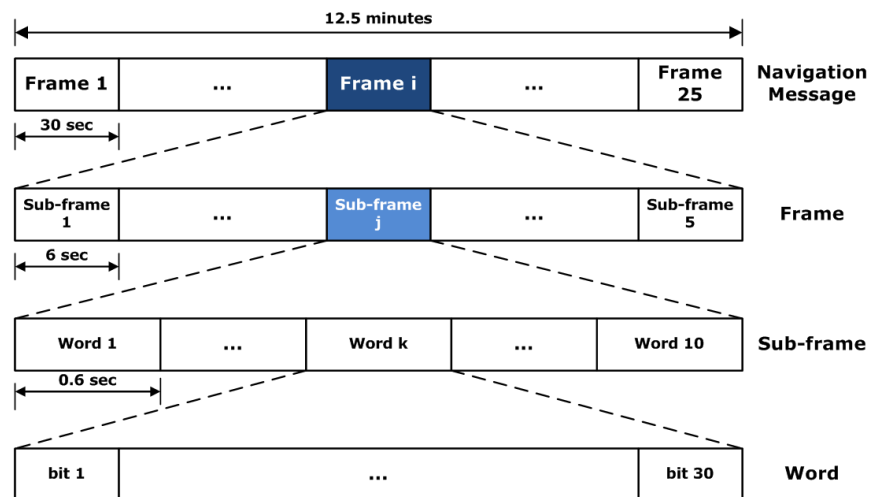 12.5 minutes
Frame 1
...
Frame i
...
Frame
25
Navigation
Message
30 sec
Sub-frame
1
...
Sub-frame
j
...
Sub-frame
5
Frame
6 sec
Word 1
...
Word k
...
Word 10
Sub-frame
0.6 sec
bit 1
...
bit 30
Word